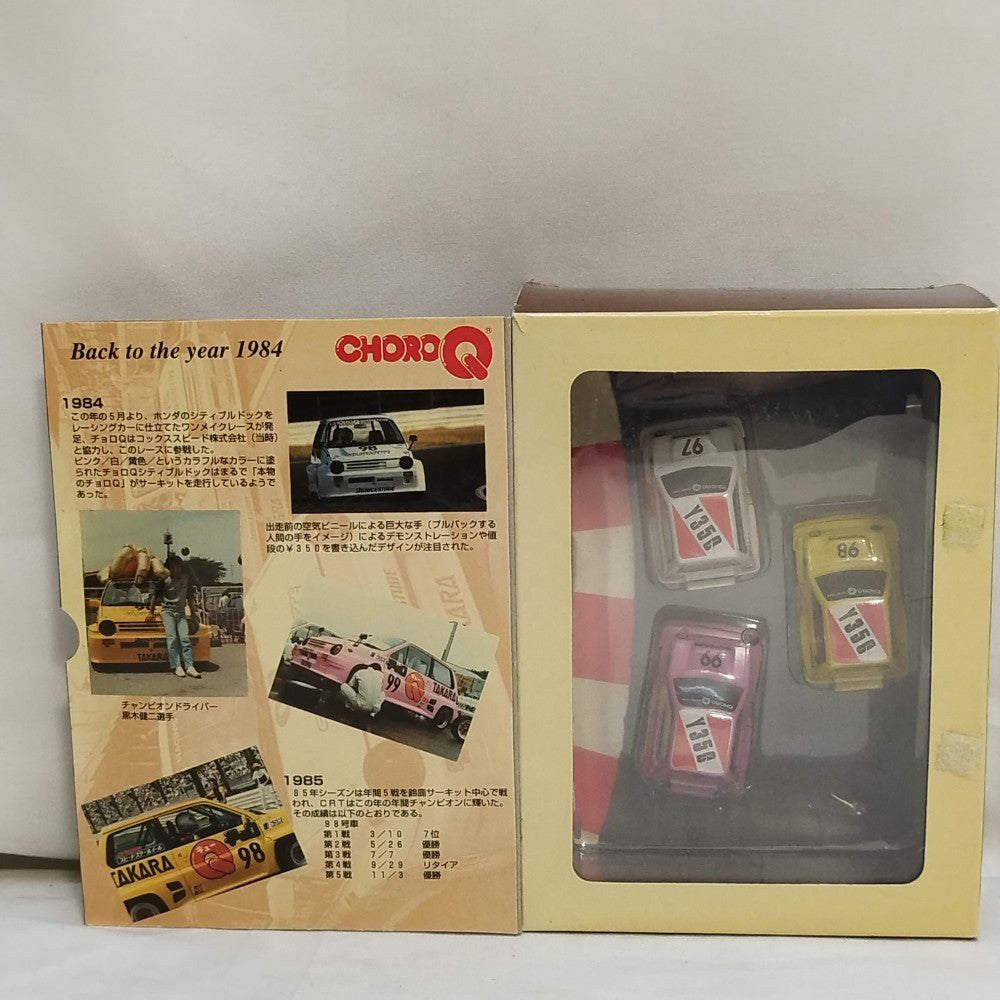 Back to the year 1984
CHORO Q®
1984
この年の5月より、ホンダのシティブルドックを
レーシングカーに仕立てたワンメイクレースが発
足、チョロQはコックススピード株式会社（当時）
と協力し、このレースに参戦した。
ピンク／白／黄色／というカラフルなカラーに塗
られたチョロQシティブルドックはまるで「本物
のチョロQ」がサーキットを走行しているようで
あった。
98
BRIDGESTONE
出走前の空気ビニールによる巨大な手（プルバックする
人間の手をイメージ）によるデモンストレーションや値
段の￥350を書き込んだデザインが注目された。
TAKARA
チャンピオンドライバー
黒木健二選手
99
TAKARA
TAKARA
キュー
Q
98
1985
85年シーズンは年間5戦を鈴鹿サーキット中心で戦
われ、CRTはこの年の年間チャンピオンに輝いた。
その成績は以下のとおりである。
98号車
第1戦 3／10 7位
第2戦 5／26 優勝
第3戦 7／7 優勝
第4戦 9／29 リタイア
第5戦 11／3 優勝
97
CHORO Q
Y350
98
CHORO Q
Y350
99
CHORO Q
Y350